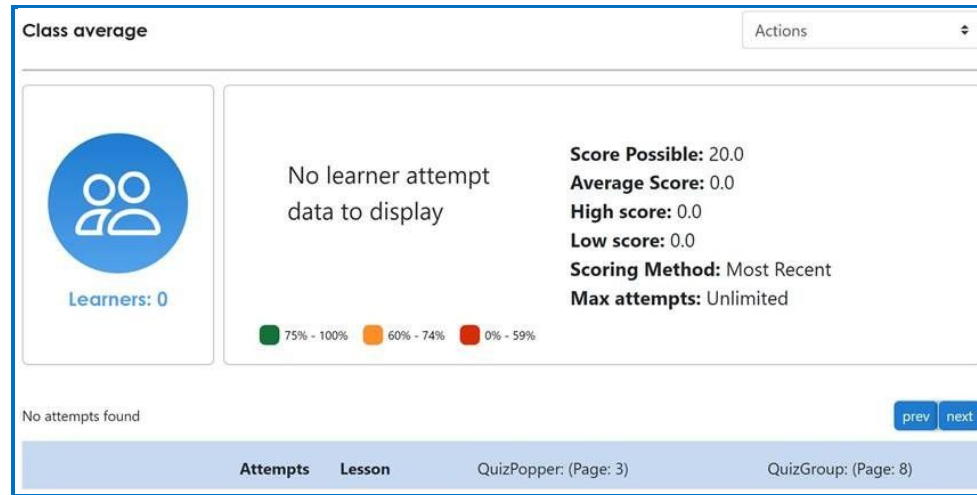 Class average
Actions
Learners: 0
No learner attempt
data to display
75% - 100% 60% - 74% 0% - 59%
Score Possible: 20.0
Average Score: 0.0
High score: 0.0
Low score: 0.0
Scoring Method: Most Recent
Max attempts: Unlimited
No attempts found
prev next
Attempts Lesson QuizPopper: (Page: 3) QuizGroup: (Page: 8)